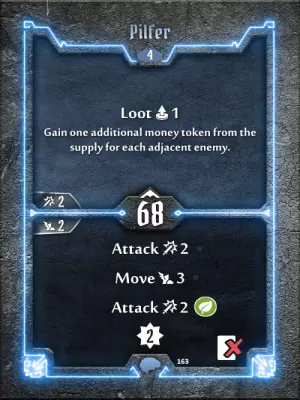 Pilfer
4
Loot 1
Gain one additional money token from the
supply for each adjacent enemy.
2
68
2
Attack 2
Move 3
Attack 2
2
163